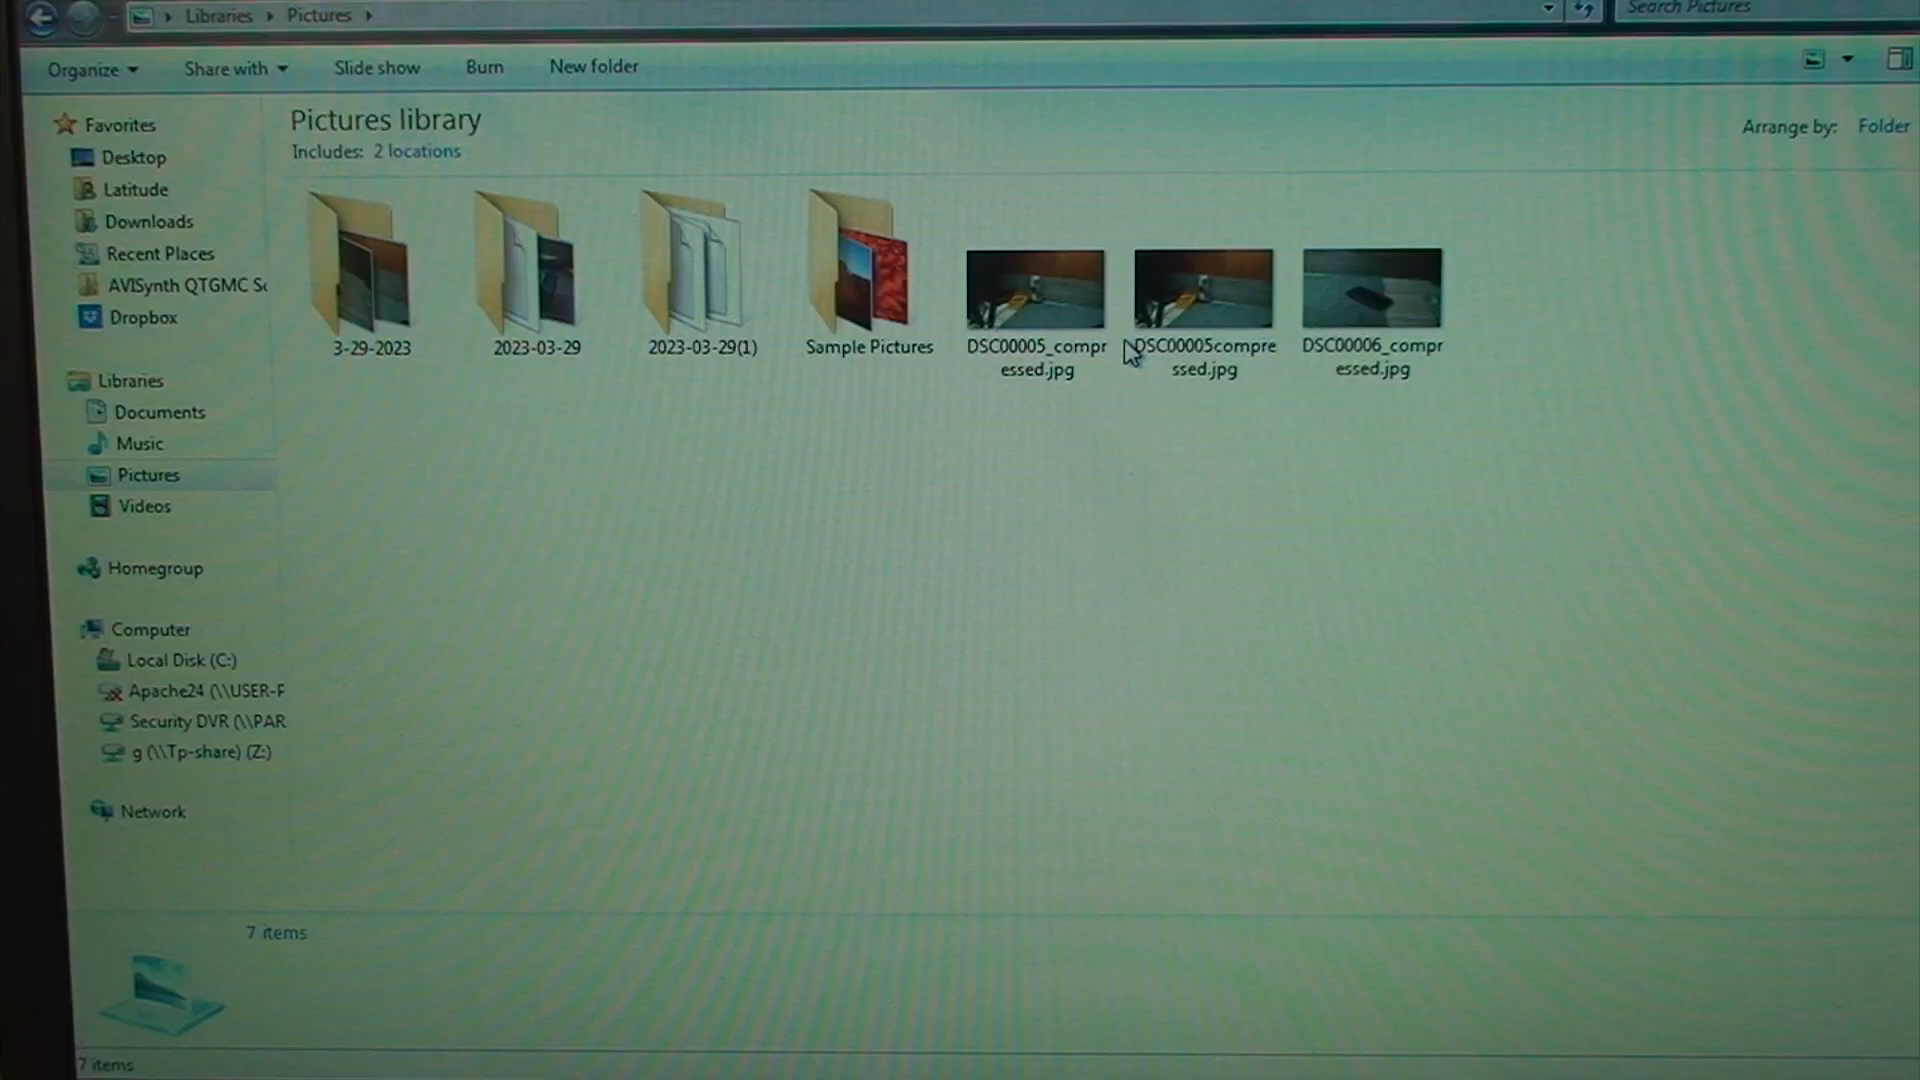 Libraries Pictures
Search Pictures
Organize Share with Slide show Burn New folder
Pictures library
Includes: 2 locations
Arrange by: Folder
Favorites
Desktop
Latitude
Downloads
Recent Places
AVISynth QTGMC Sc
Dropbox
Libraries
Documents
Music
Pictures
Videos
Homegroup
Computer
Local Disk (C:)
Apache24 (\\USER-P
Security DVR (\\PAR
g (\\Tp-share) (Z:)
Network
3-29-2023
2023-03-29
2023-03-29(1)
Sample Pictures
DSC00005_compr
essed.jpg
DSC00005compre
ssed.jpg
DSC00006_compr
essed.jpg
7 items
7 items